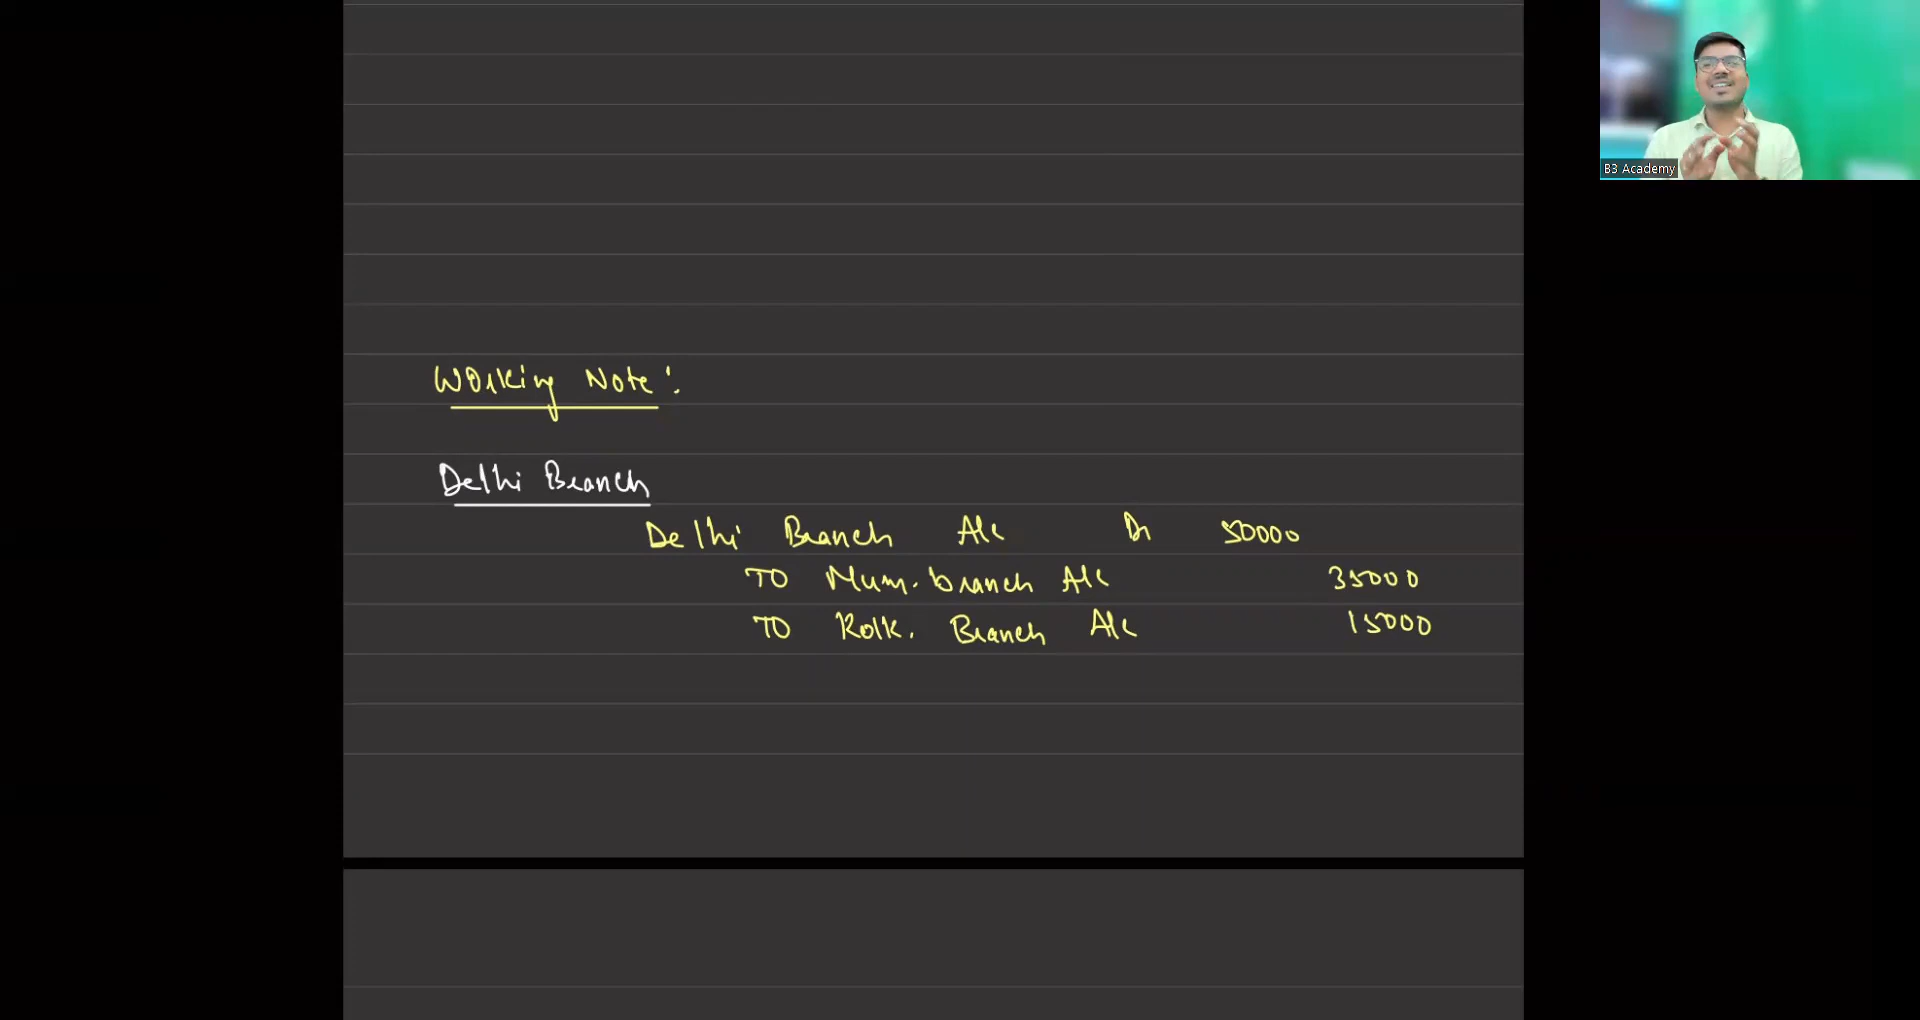 B3 Academy
Working Note:
Delhi Branch
Delhi Branch A/c Dr 50000
TO Mum. branch A/c 35000
TO Kolk. Branch A/c 15000